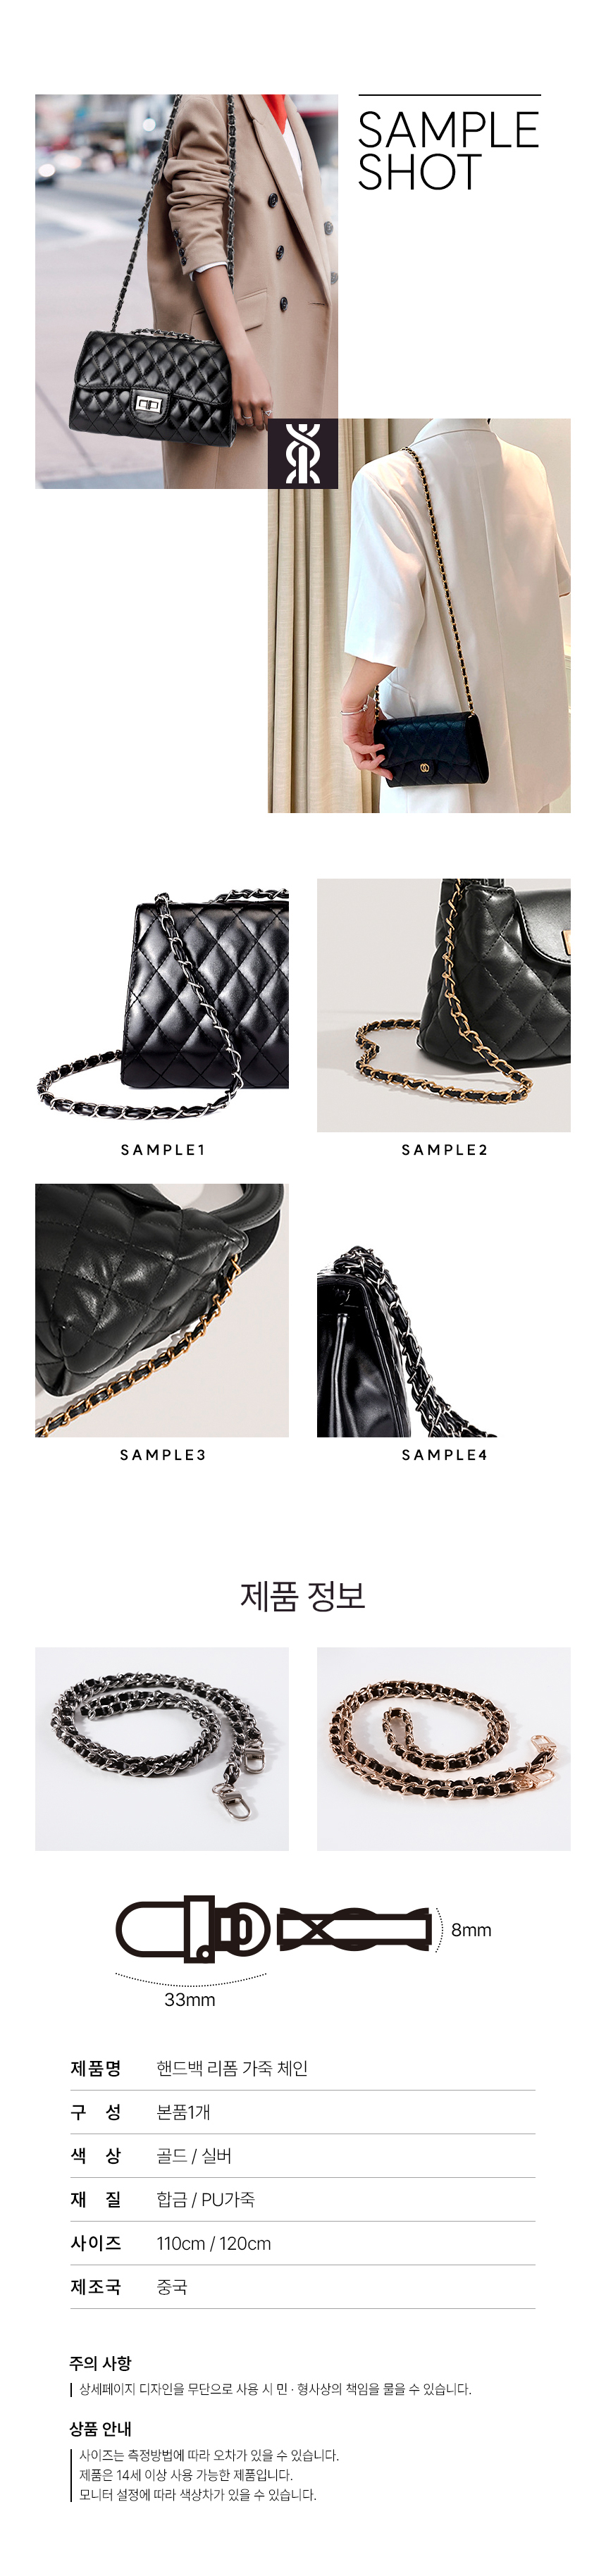 SAMPLE
SHOT
SAMPLE1
SAMPLE2
SAMPLE3
SAMPLE4
제품 정보
8mm
33mm
제품명 핸드백 리폼 가죽 체인
구 성 본품1개
색 상 골드 / 실버
재 질 합금 / PU가죽
사이즈 110cm / 120cm
제조국 중국
주의 사항
상세페이지 디자인을 무단으로 사용 시 민 · 형사상의 책임을 물을 수 있습니다.
상품 안내
사이즈는 측정방법에 따라 오차가 있을 수 있습니다.
제품은 14세 이상 사용 가능한 제품입니다.
모니터 설정에 따라 색상차가 있을 수 있습니다.